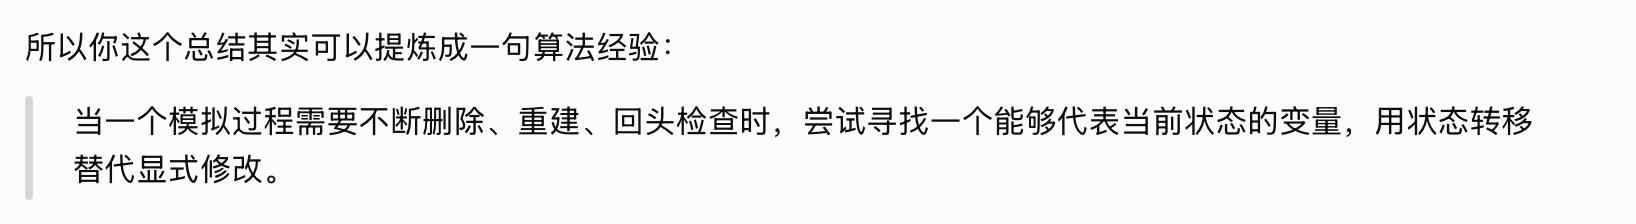 所以你这个总结其实可以提炼成一句算法经验：
当一个模拟过程需要不断删除、重建、回头检查时，尝试寻找一个能够代表当前状态的变量，用状态转移
替代显式修改。